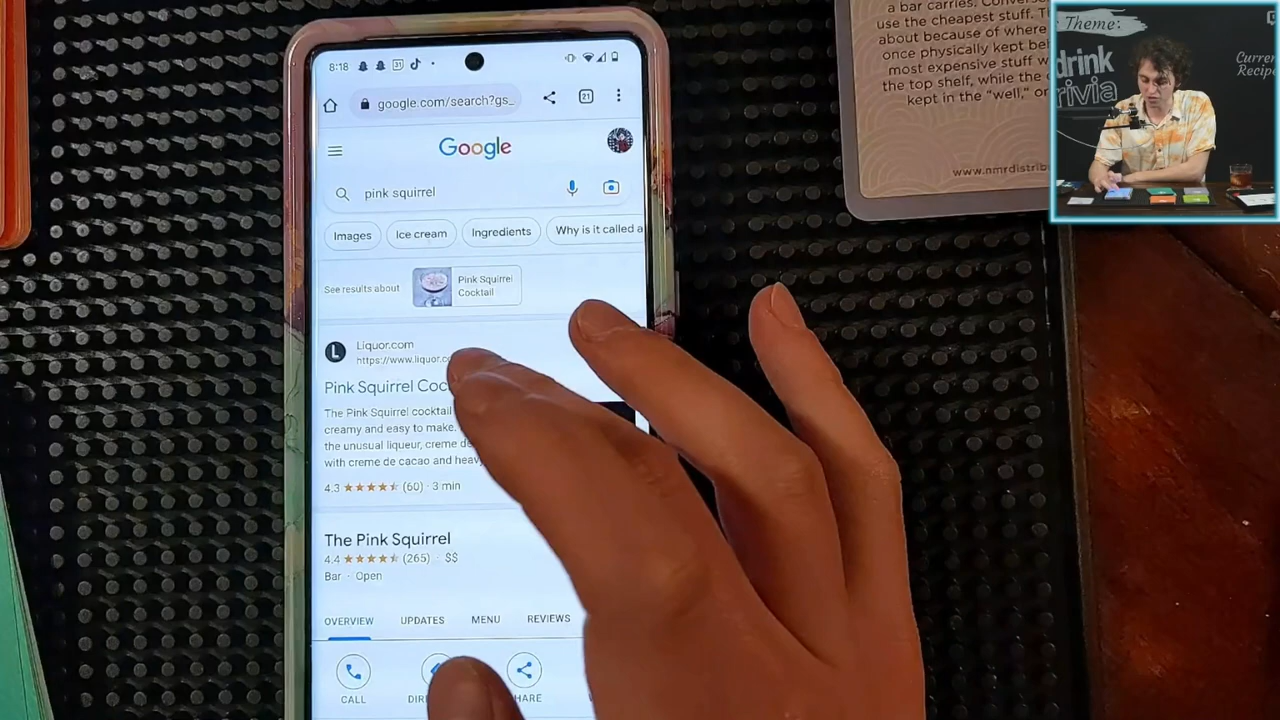 8:18
31
google.com/search?gs_
21
Google
pink squirrel
Images
Ice cream
Ingredients
Why is it called a
See results about
Pink Squirrel
Cocktail
L
Liquor.com
https://www.liquor.co
Pink Squirrel Coc
The Pink Squirrel cocktail
creamy and easy to make.
the unusual liqueur, creme de
with creme de cacao and heavy
4.3 (60) · 3 min
The Pink Squirrel
4.4 (265) · $$
Bar · Open
OVERVIEW
UPDATES
MENU
REVIEWS
CALL
DIR
HARE
a bar carries.
use the cheapest stuff.
about because of where
once physically kept
most expensive stuff
the top shelf, while the
kept in the "well," or
www.nmrdistrib
Theme:
drink
rivia
Curren
Recip